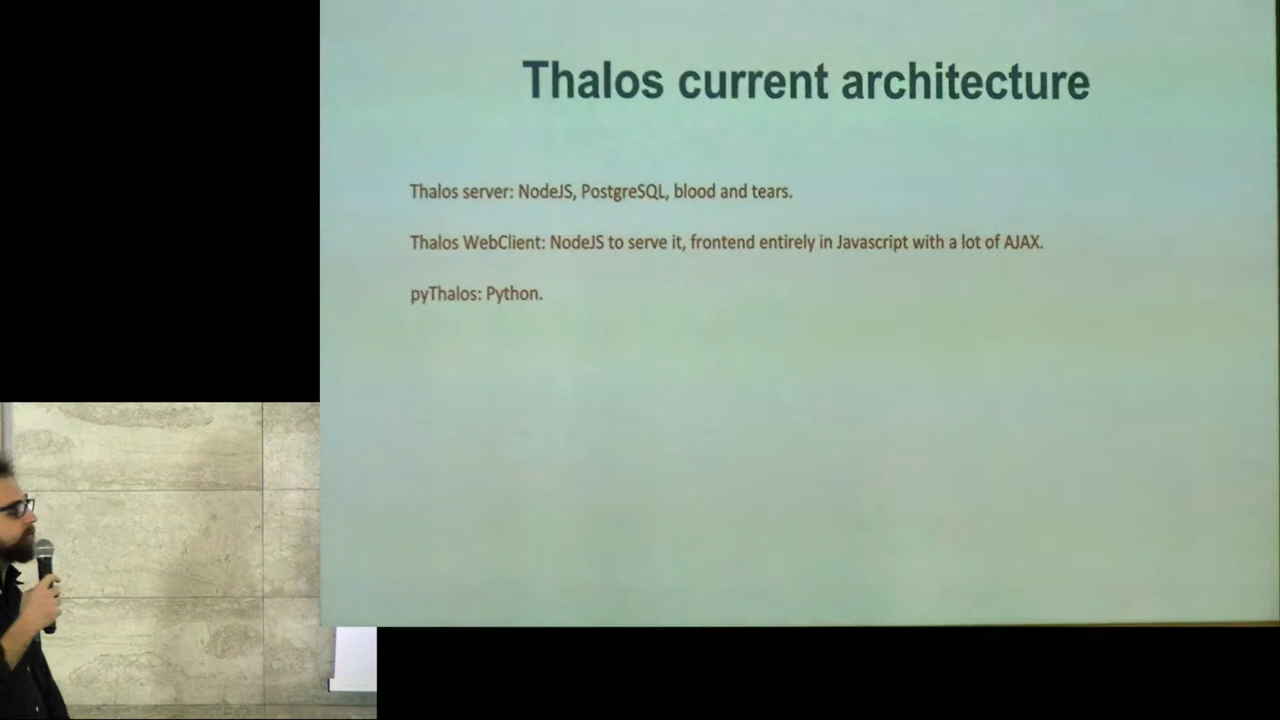 Thalos current architecture
Thalos server: NodeJS, PostgreSQL, blood and tears.
Thalos WebClient: NodeJS to serve it, frontend entirely in Javascript with a lot of AJAX.
pyThalos: Python.